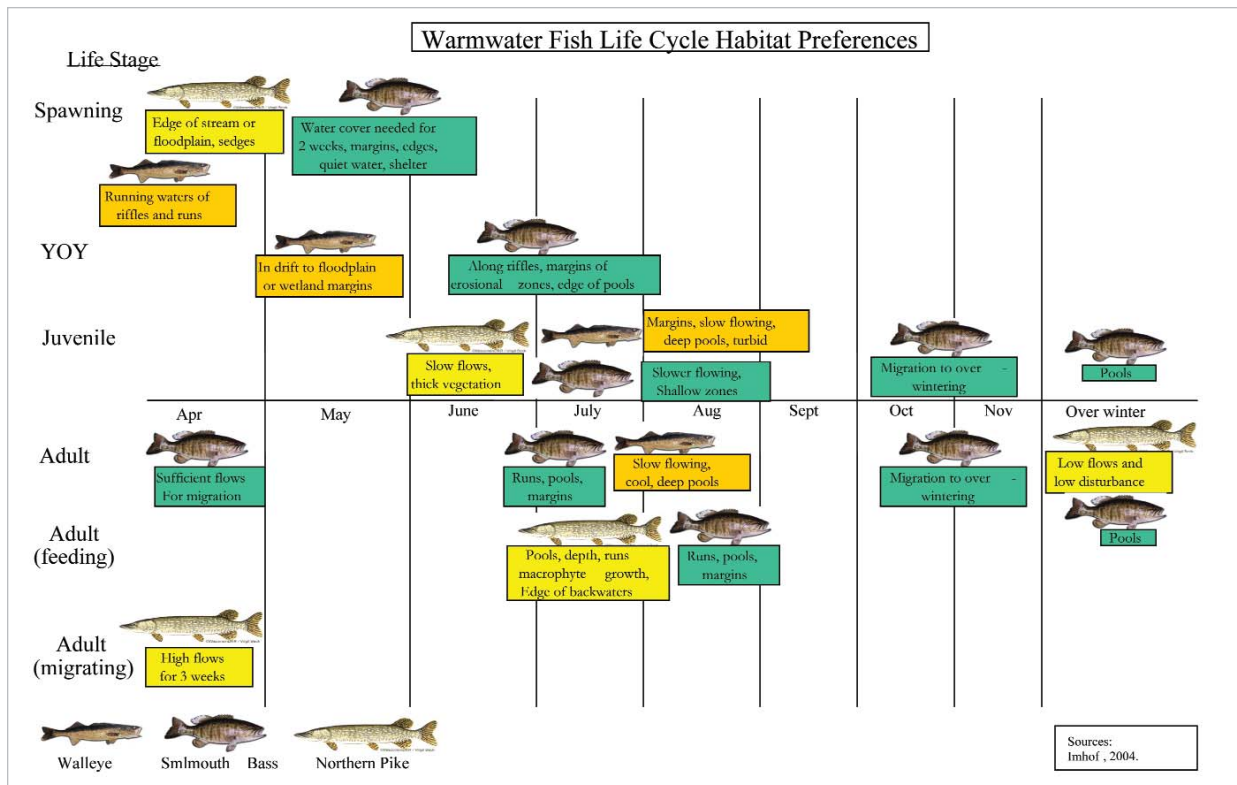 Warmwater Fish Life Cycle Habitat Preferences
Life Stage
Spawning
Edge of stream or
floodplain, sedges
Water cover needed for
2 weeks, margins, edges,
quiet water, shelter
Running waters of
riffles and runs
YOY
In drift to floodplain
or wetland margins
Along riffles, margins of
erosional zones, edge of pools
Juvenile
Slow flows,
thick vegetation
Margins, slow flowing,
deep pools, turbid
Slower flowing,
Shallow zones
Migration to over -
wintering
Pools
Apr May June July Aug Sept Oct Nov Over winter
Adult
Sufficient flows
For migration
Runs, pools,
margins
Slow flowing,
cool, deep pools
Migration to over -
wintering
Low flows and
low disturbance
Pools
Adult
(feeding)
Pools, depth, runs
macrophyte growth,
Edge of backwaters
Runs, pools,
margins
Adult
(migrating)
High flows
for 3 weeks
Walleye Smlmouth Bass Northern Pike
Sources:
Imhof , 2004.